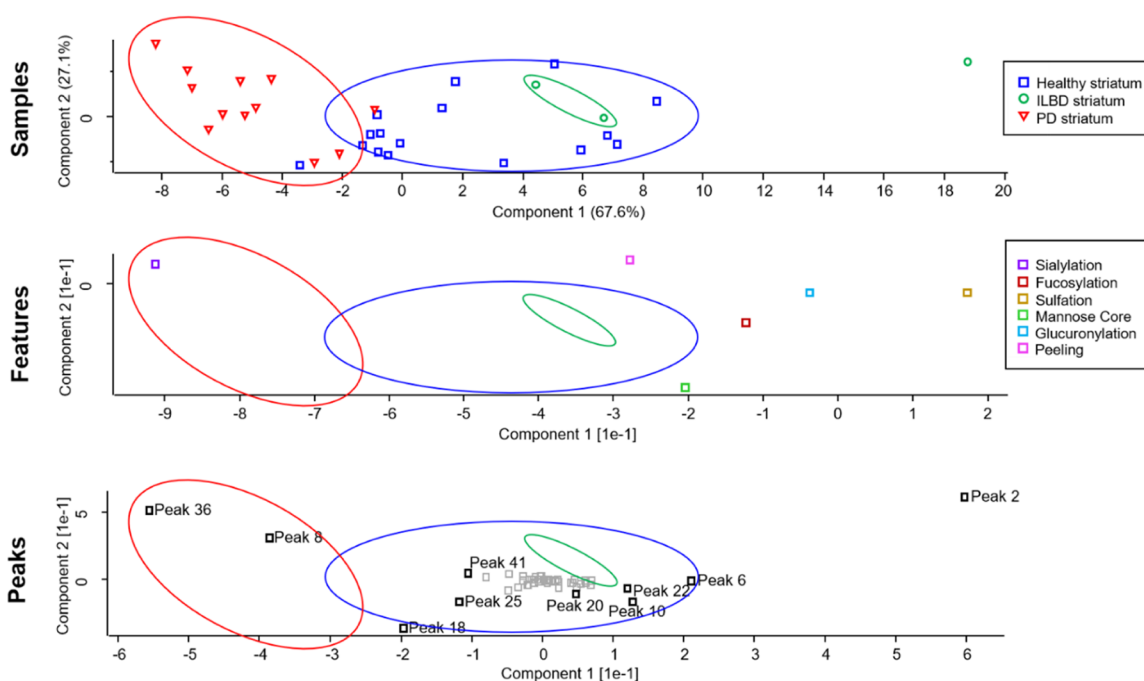 Samples
Component 2 (27.1%)
0
-8 -6 -4 -2 0 2 4 6 8 10 12 14 16 18 20
Component 1 (67.6%)
Healthy striatum
ILBD striatum
PD striatum
Features
Component 2 [1e-1]
0
-9 -8 -7 -6 -5 -4 -3 -2 -1 0 1 2
Component 1 [1e-1]
Sialylation
Fucosylation
Sulfation
Mannose Core
Glucuronylation
Peeling
Peaks
Component 2 [1e-1]
5
0
Peak 36
Peak 2
Peak 8
Peak 41
Peak 6
Peak 22
Peak 25
Peak 20
Peak 10
Peak 18
-6 -5 -4 -3 -2 -1 0 1 2 3 4 5 6
Component 1 [1e-1]